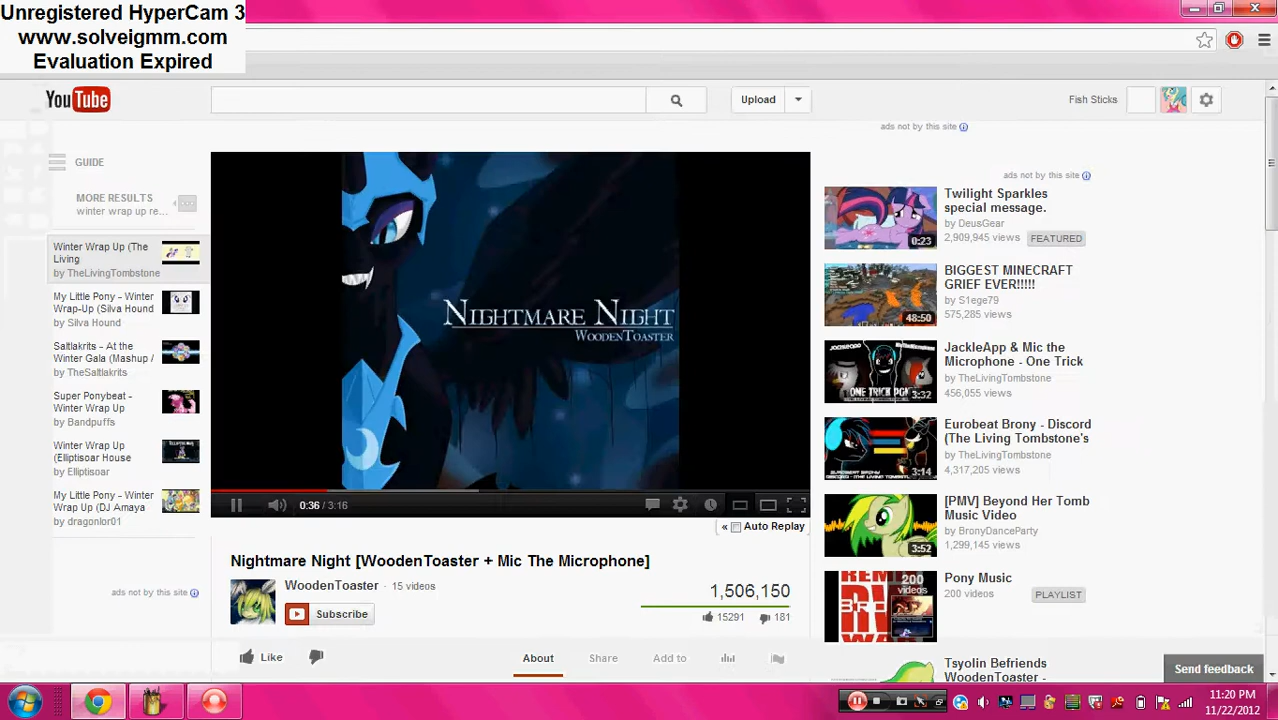 Unregistered HyperCam 3
www.solveigmm.com
Evaluation Expired
YouTube
Upload
Fish Sticks
ads not by this site
GUIDE
MORE RESULTS
winter wrap up re...
Winter Wrap Up (The
Living
by TheLivingTombstone
My Little Pony - Winter
Wrap-Up (Silva Hound
by Silva Hound
Saltlakrits - At the
Winter Gala (Mashup /
by TheSaltlakrits
Super Ponybeat -
Winter Wrap Up
by Bandpuffs
Winter Wrap Up
(Elliptisoar House
by Elliptisoar
My Little Pony - Winter
Wrap Up (DJ Amaya
by dragonlor01
ads not by this site
NIGHTMARE NIGHT
WOODENTOASTER
0:36 / 3:16
« Auto Replay
Nightmare Night [WoodenToaster + Mic The Microphone]
WoodenToaster · 15 videos
Subscribe
1,506,150
15291 181
Like
About Share Add to
ads not by this site
Twilight Sparkles
special message.
by DeusGear
2,909,945 views FEATURED
0:23
BIGGEST MINECRAFT
GRIEF EVER!!!!!
by S1ege79
575,285 views
48:50
JackleApp & Mic the
Microphone - One Trick
by TheLivingTombstone
456,055 views
JACKLEAPP
ONE TRICK PONY
3:32
Eurobeat Brony - Discord
(The Living Tombstone's
by TheLivingTombstone
4,317,205 views
3:14
[PMV] Beyond Her Tomb
Music Video
by BronyDanceParty
1,299,145 views
3:52
Pony Music
200 videos PLAYLIST
200
videos
Tsyolin Befriends
WoodenToaster -
Send feedback
11:20 PM
11/22/2012